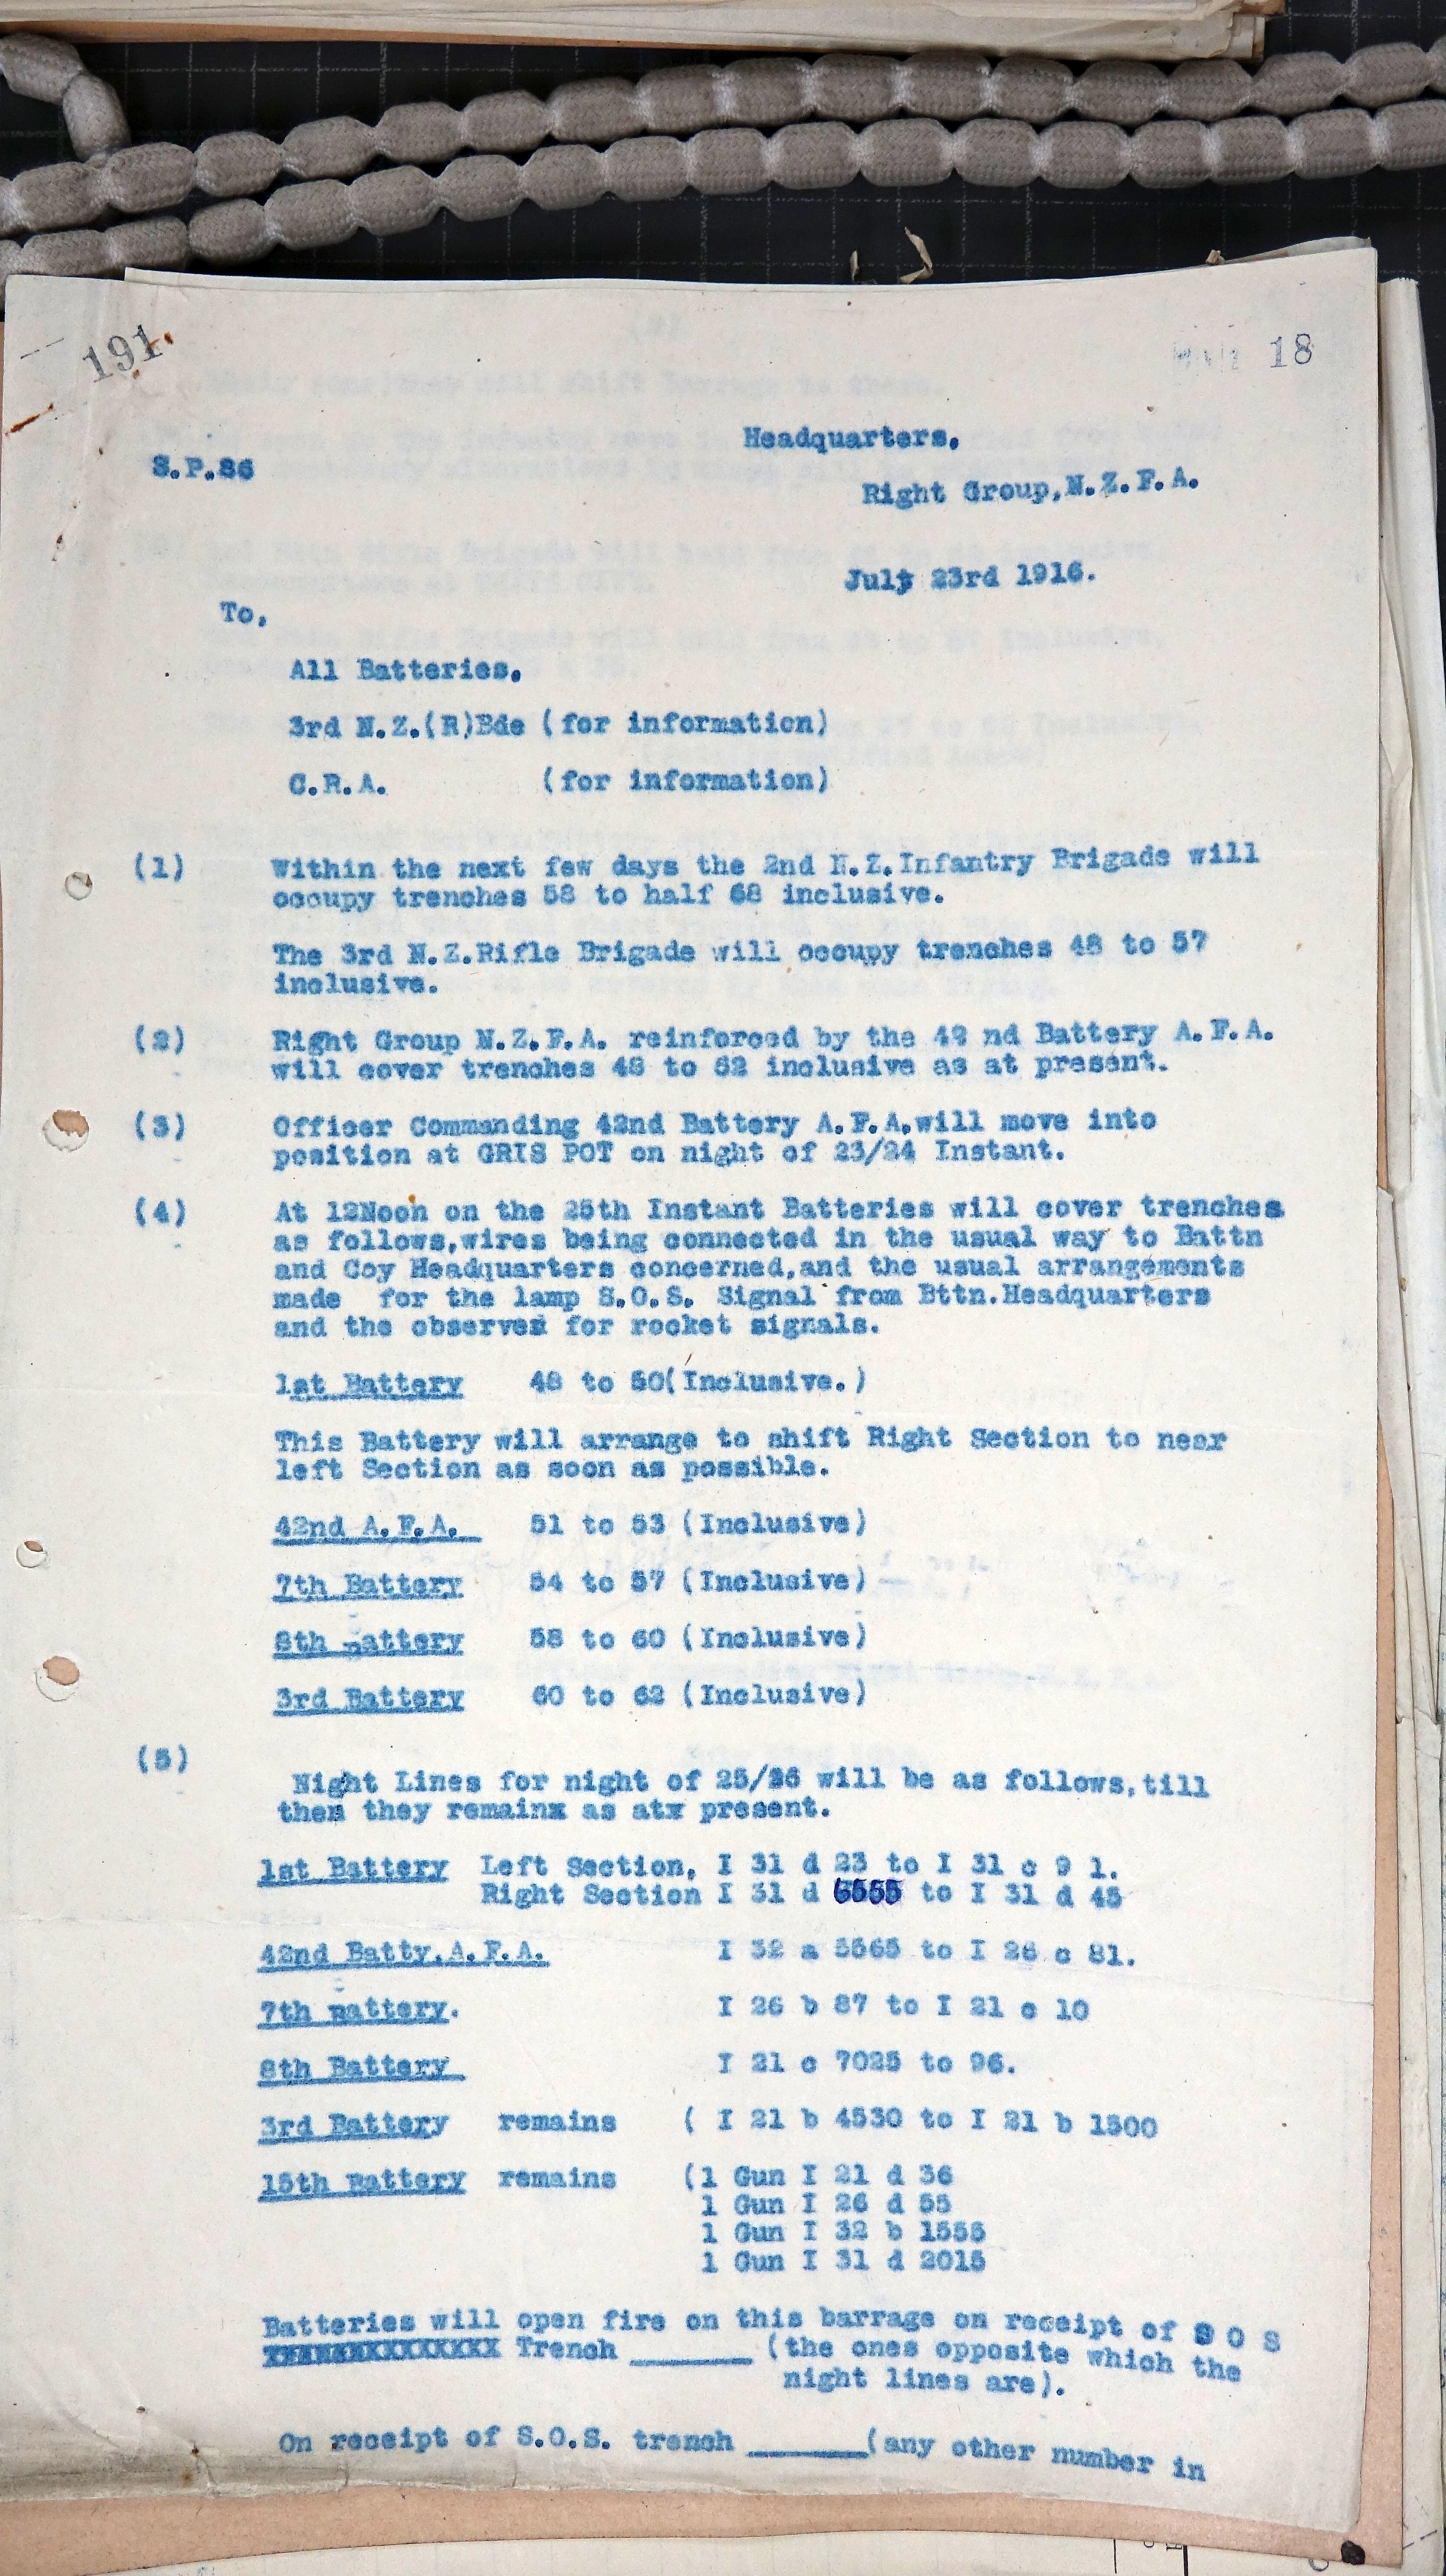 191
18
Headquarters,
S.P.86
Right Group,N.Z.F.A.
July 23rd 1916.
To,
All Batteries,
3rd N.Z.(R)Bde (for information)
C.R.A. (for information)
(1) Within the next few days the 2nd N.Z.Infantry Brigade will
occupy trenches 58 to half 68 inclusive.
The 3rd N.Z.Rifle Brigade will occupy trenches 48 to 57
inclusive.
(2) Right Group N.Z.F.A. reinforced by the 42 nd Battery A.F.A.
will cover trenches 48 to 62 inclusive as at present.
(3) Officer Commanding 42nd Battery A.F.A.will move into
position at GRIS POT on night of 23/24 Instant.
(4) At 12Noon on the 25th Instant Batteries will cover trenches
as follows,wires being connected in the usual way to Battn
and Coy Headquarters concerned,and the usual arrangements
made for the lamp S.O.S. Signal from Bttn.Headquarters
and the observer for rocket signals.
1st Battery 48 to 50(Inclusive.)
This Battery will arrange to shift Right Section to near
left Section as soon as possible.
42nd A.F.A. 51 to 53 (Inclusive)
7th Battery 54 to 57 (Inclusive)
8th Battery 58 to 60 (Inclusive)
3rd Battery 60 to 62 (Inclusive)
(5)
Night Lines for night of 25/26 will be as follows,till
then they remainx as atx present.
1st Battery Left Section, I 31 d 23 to I 31 c 9 1.
Right Section I 31 d 6555 to I 31 d 45
42nd Batty.A.F.A. I 32 a 5565 to I 26 c 81.
7th Battery. I 26 b 87 to I 21 c 10
8th Battery I 21 c 7025 to 96.
3rd Battery remains ( I 21 b 4530 to I 21 b 1500
15th Battery remains (1 Gun I 21 d 36
1 Gun I 26 d 55
1 Gun I 32 b 1555
1 Gun I 31 d 2015
Batteries will open fire on this barrage on receipt of S O S
Trench ______ (the ones opposite which the
night lines are).
On receipt of S.O.S. trench ______(any other number in